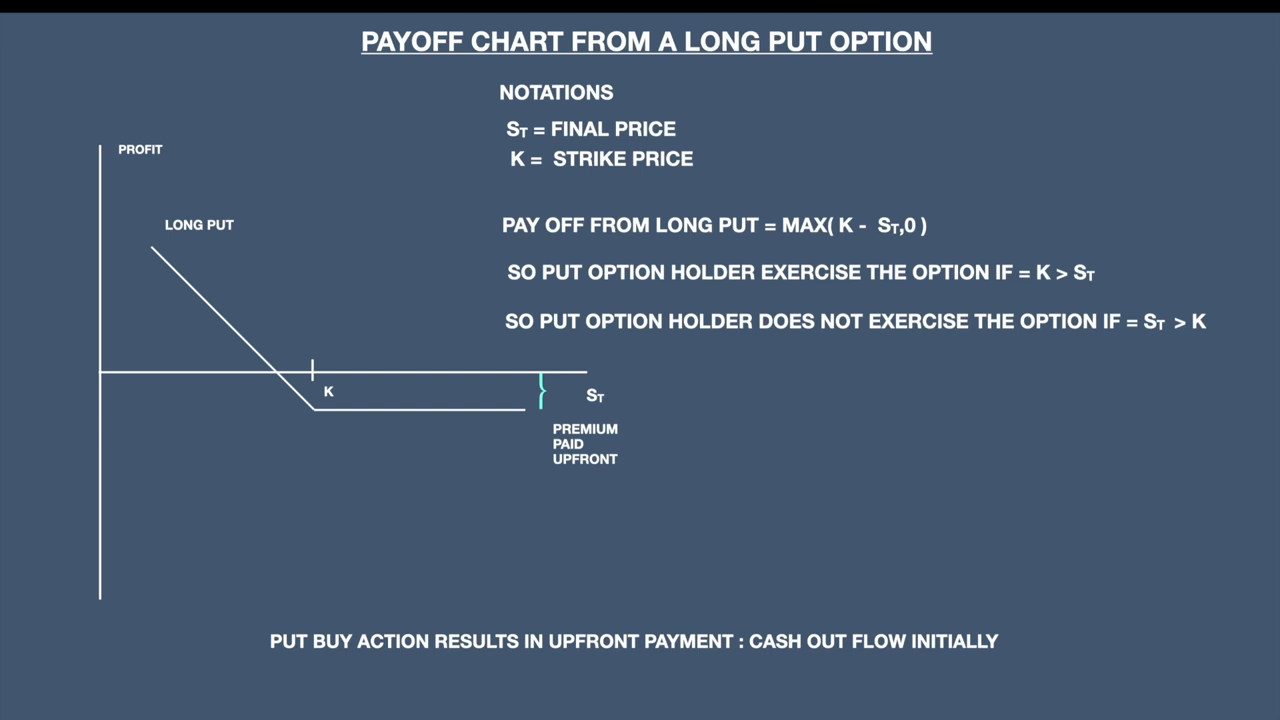 PAYOFF CHART FROM A LONG PUT OPTION
NOTATIONS
ST = FINAL PRICE
K = STRIKE PRICE
PROFIT
LONG PUT
PAY OFF FROM LONG PUT = MAX( K - ST,0 )
SO PUT OPTION HOLDER EXERCISE THE OPTION IF = K > ST
SO PUT OPTION HOLDER DOES NOT EXERCISE THE OPTION IF = ST > K
K
ST
PREMIUM
PAID
UPFRONT
PUT BUY ACTION RESULTS IN UPFRONT PAYMENT : CASH OUT FLOW INITIALLY